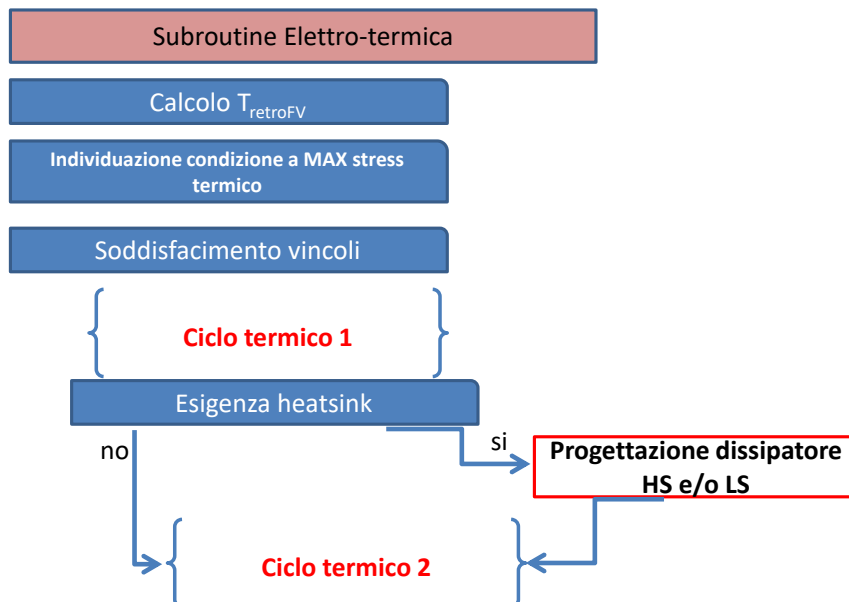 Subroutine Elettro-termica
Calcolo TretroFV
Individuazione condizione a MAX stress
termico
Soddisfacimento vincoli
Ciclo termico 1
Esigenza heatsink
no
si
Progettazione dissipatore
HS e/o LS
Ciclo termico 2